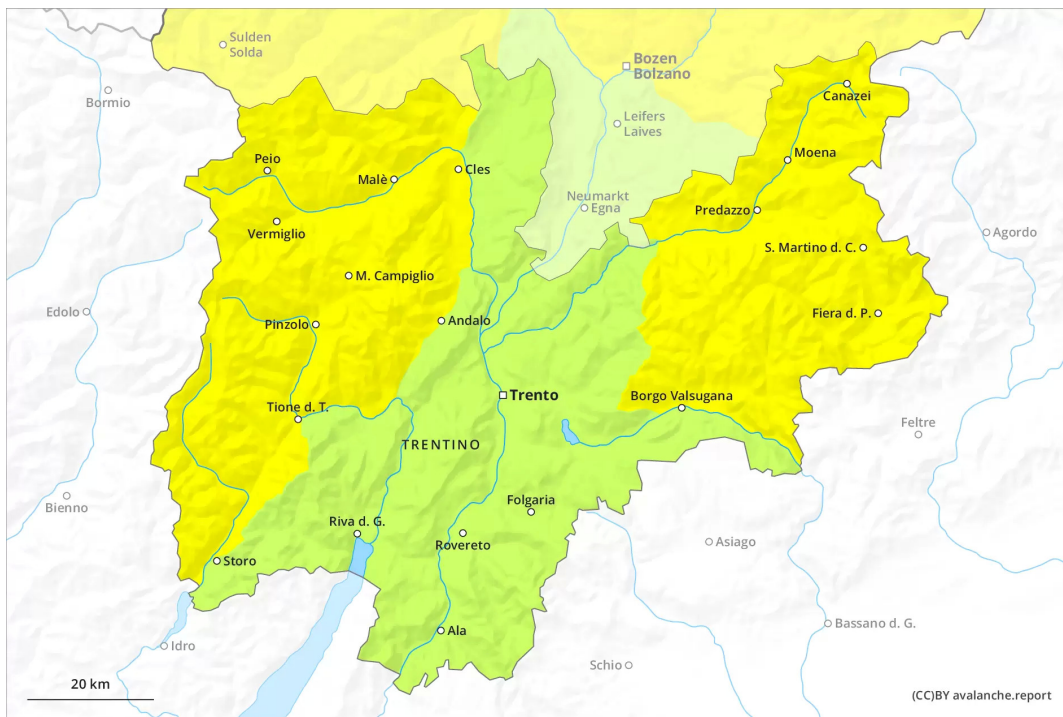 Sulden
Solda
Bozen
Bolzano
Bormio
Canazei
Leifers
Laives
Peio
Malè
Cles
Moena
Neumarkt
Egna
Predazzo
Vermiglio
Agordo
S. Martino d. C.
M. Campiglio
Edolo
Pinzolo
Andalo
Fiera d. P.
Trento
Borgo Valsugana
Tione d. T.
Feltre
TRENTINO
Bienno
Folgaria
Riva d. G.
Rovereto
Asiago
Storo
Bassano d. G.
Ala
Idro
Schio
20 km
(CC)BY avalanche.report